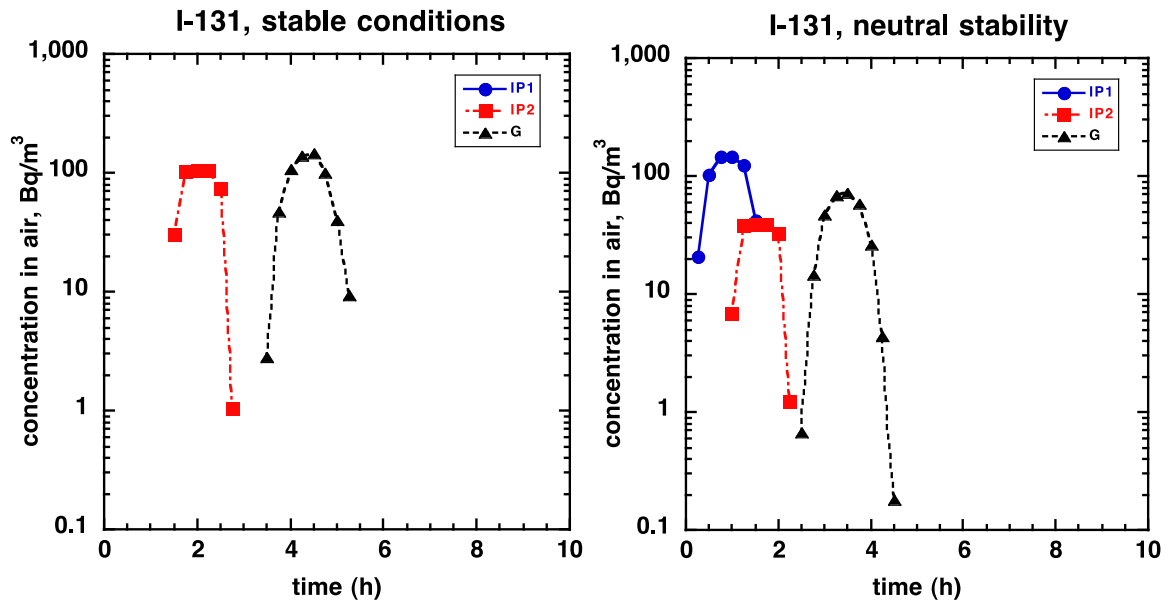 I-131, stable conditions
1,000
100
10
1
0.1
concentration in air, Bq/m³
IP1
IP2
G
0 2 4 6 8 10
time (h)
I-131, neutral stability
1,000
100
10
1
0.1
concentration in air, Bq/m³
IP1
IP2
G
0 2 4 6 8 10
time (h)